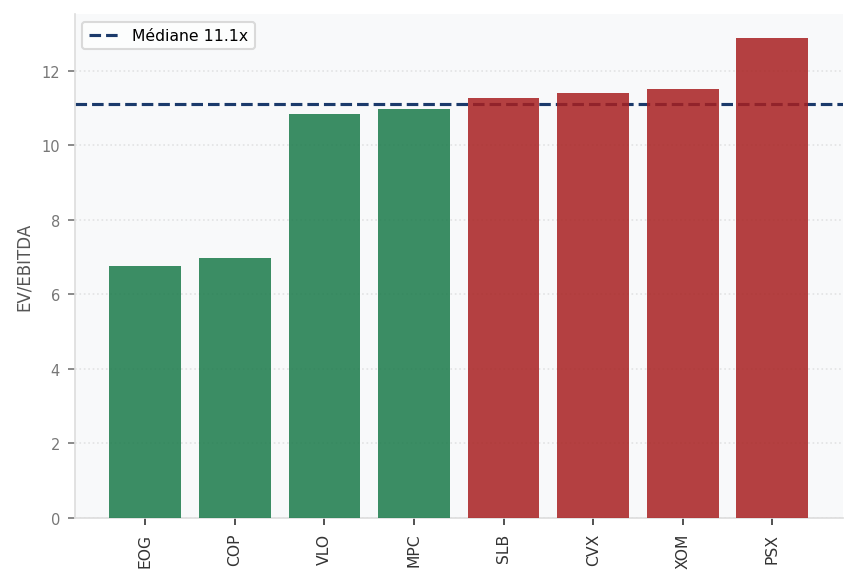 Médiane 11.1x
EV/EBITDA
12
10
8
6
4
2
0
EOG
COP
VLO
MPC
SLB
CVX
XOM
PSX